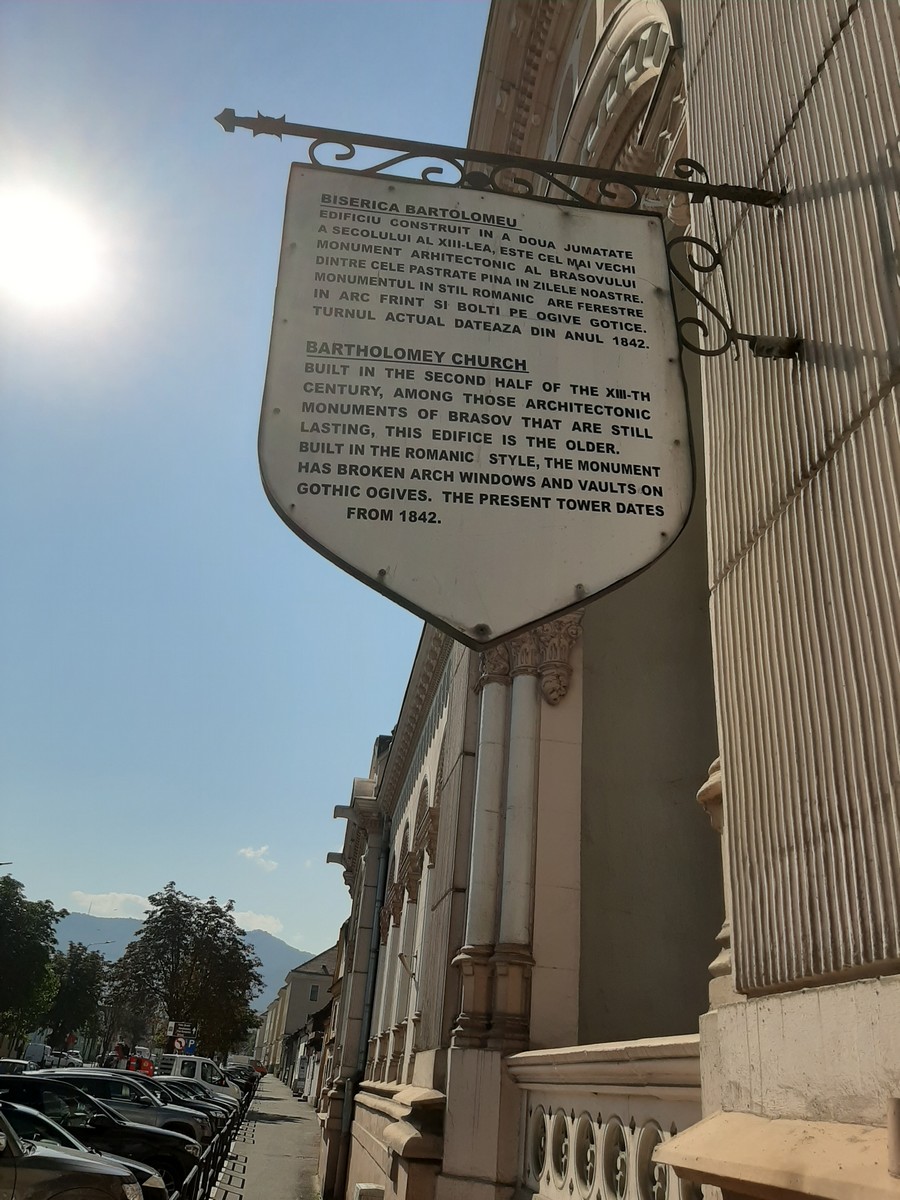 BISERICA BARTOLOMEU
EDIFICIU CONSTRUIT IN A DOUA JUMATATE
A SECOLULUI AL XIII-LEA, ESTE CEL MAI VECHI
MONUMENT ARHITECTONIC AL BRASOVULUI
DINTRE CELE PASTRATE PINA IN ZILELE NOASTRE.
MONUMENTUL IN STIL ROMANIC ARE FERESTRE
IN ARC FRINT SI BOLTI PE OGIVE GOTICE.
TURNUL ACTUAL DATEAZA DIN ANUL 1842.
BARTHOLOMEY CHURCH
BUILT IN THE SECOND HALF OF THE XIII-TH
CENTURY, AMONG THOSE ARCHITECTONIC
MONUMENTS OF BRASOV THAT ARE STILL
LASTING, THIS EDIFICE IS THE OLDER.
BUILT IN THE ROMANIC STYLE, THE MONUMENT
HAS BROKEN ARCH WINDOWS AND VAULTS ON
GOTHIC OGIVES. THE PRESENT TOWER DATES
FROM 1842.